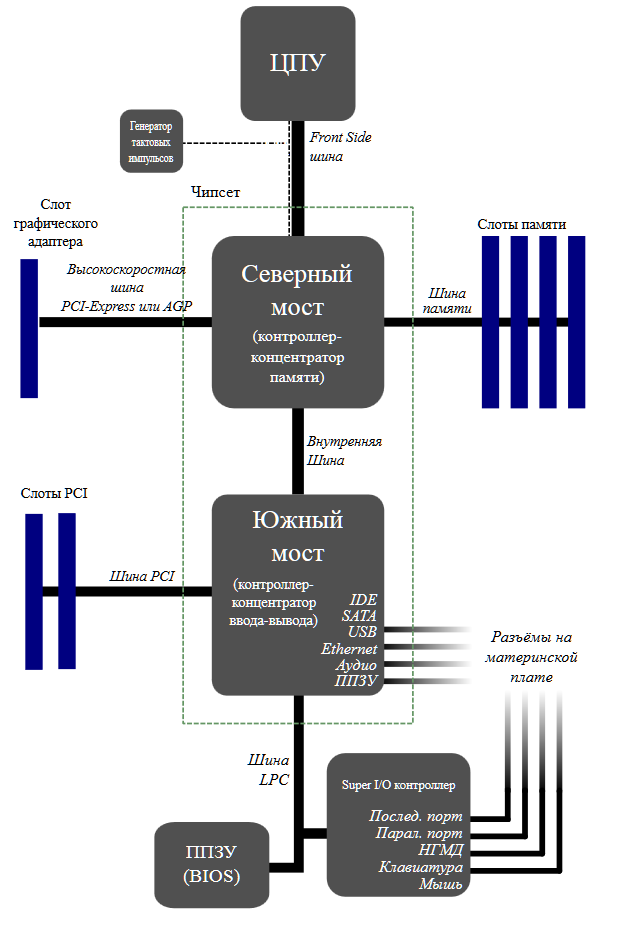 ЦПУ
Генератор
тактовых
импульсов
Front Side
шина
Чипсет
Слот
графического
адаптера
Слоты памяти
Высокоскоростная
шина
PCI-Express или AGP
Северный
мост
(контроллер-
концентратор
памяти)
Шина
памяти
Внутренняя
Шина
Слоты PCI
Шина PCI
Южный
мост
(контроллер-
концентратор
ввода-вывода)
IDE
SATA
USB
Ethernet
Аудио
ППЗУ
Разъёмы на
материнской
плате
Шина
LPC
Super I/O контроллер
Послед. порт
Парал. порт
НГМД
Клавиатура
Мышь
ППЗУ
(BIOS)